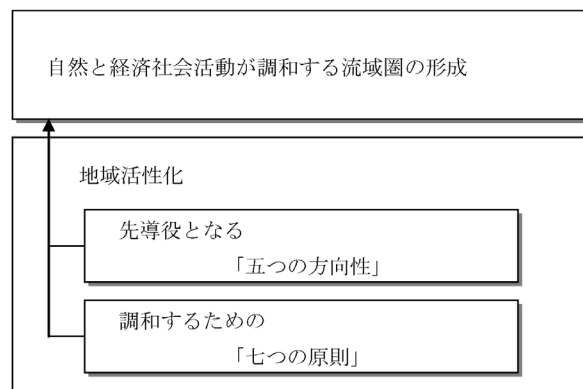 自然と経済社会活動が調和する流域圏の形成
地域活性化
先導役となる
「五つの方向性」
調和するための
「七つの原則」